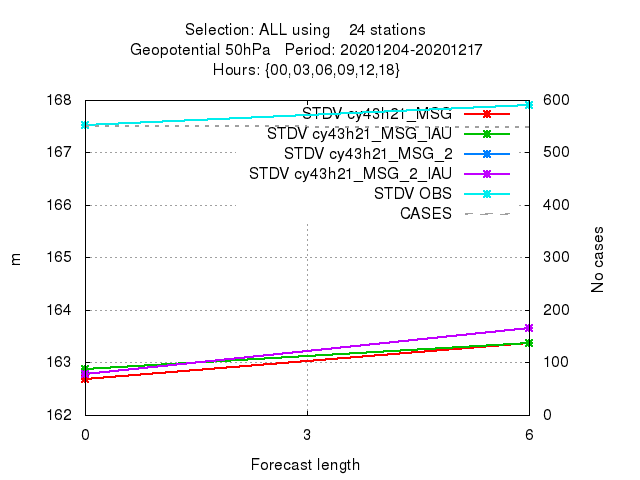 Selection: ALL using    24 stations
Geopotential 50hPa   Period: 20201204-20201217
Hours: {00,03,06,09,12,18}
168 600
STDV cy43h21_MSG
STDV cy43h21_MSG_IAU
167 500
STDV cy43h21_MSG_2
STDV cy43h21_MSG_2_IAU
STDV OBS
166 400
CASES
165 300
m
No cases
164 200
163 100
162 0
0 3 6
Forecast length